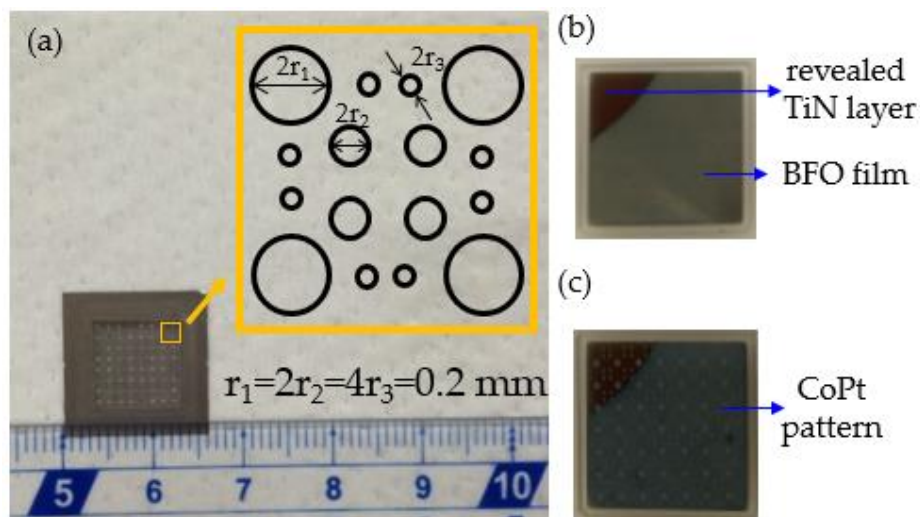 (a)
2r₁
2r₃
2r₂
r₁=2r₂=4r₃=0.2 mm
5 6 7 8 9 10
(b)
revealed
TiN layer
BFO film
(c)
CoPt
pattern